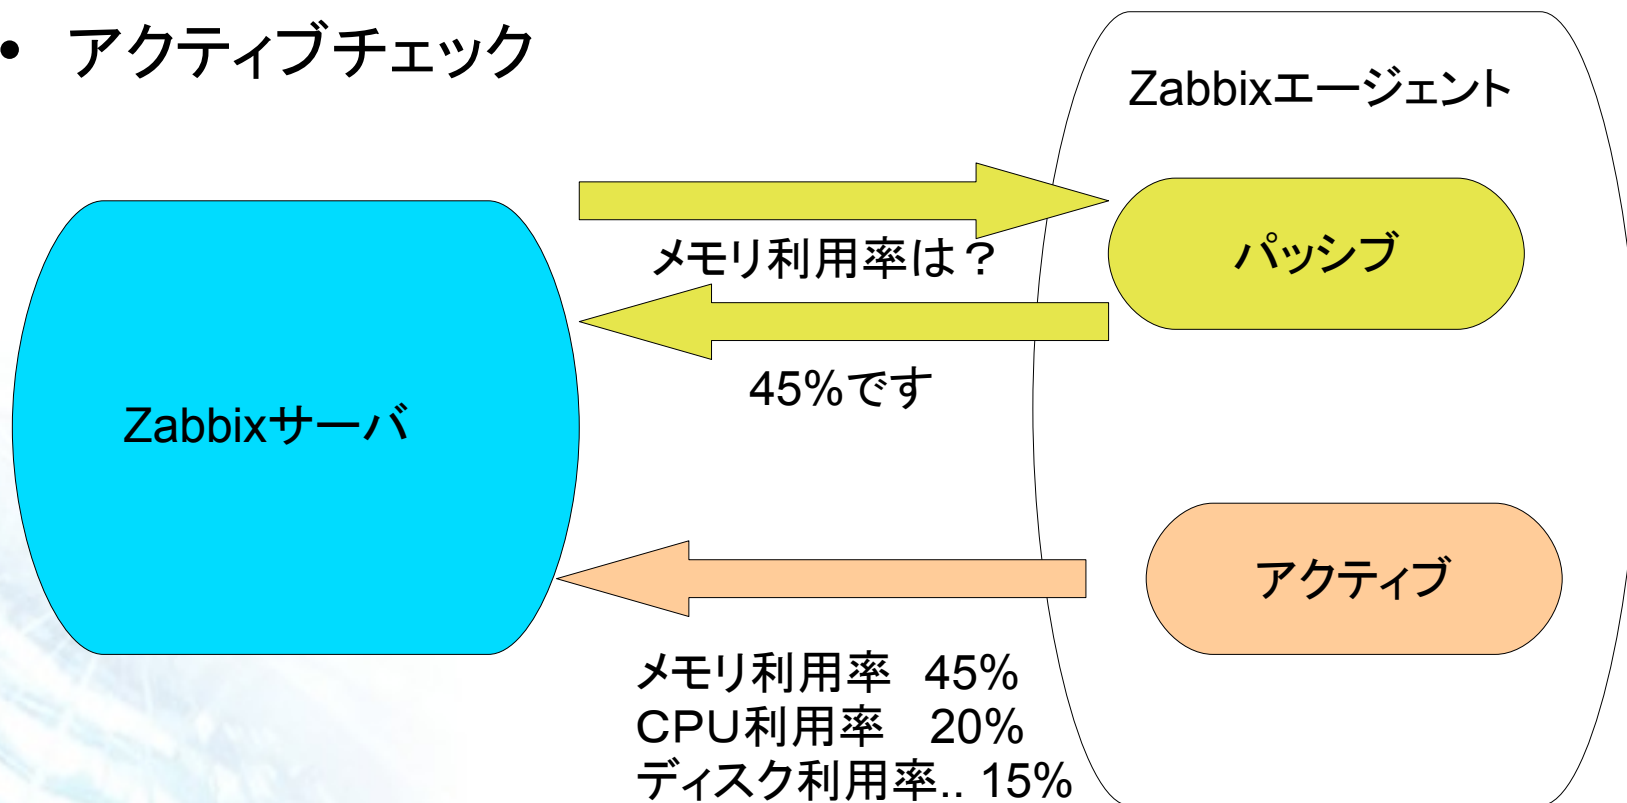 • アクティブチェック
Zabbixエージェント
パッシブ
メモリ利用率は？
45%です
Zabbixサーバ
アクティブ
メモリ利用率　45%
ＣＰＵ利用率　20%
ディスク利用率.. 15%